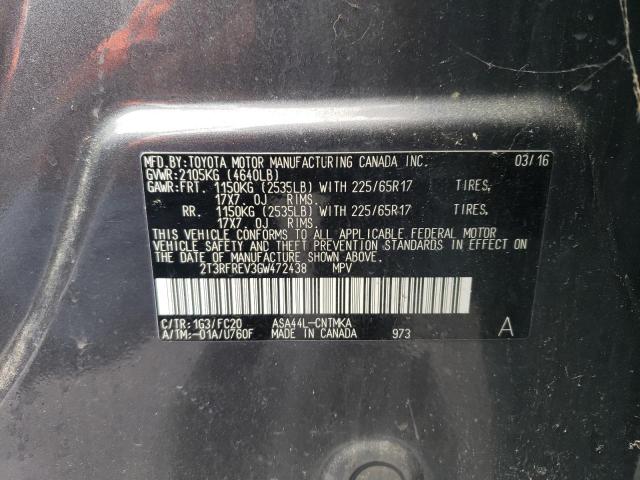 MFD.BY:TOYOTA MOTOR MANUFACTURING CANADA INC. 03/16
GVWR:2105KG (4640LB)
GAWR:FRT. 1150KG (2535LB) WITH 225/65R17 TIRES,
17X7.0J RIMS.
RR. 1150KG (2535LB) WITH 225/65R17 TIRES,
17X7.0J RIMS.
THIS VEHICLE CONFORMS TO ALL APPLICABLE FEDERAL MOTOR
VEHICLE SAFETY AND THEFT PREVENTION STANDARDS IN EFFECT
ON THE DATE OF MANUFACTURE SHOWN ABOVE.
2T3RFREV3GW472438 MPV
C/TR:1G3/FC20 ASA44L-CNTMKA
A/TM:-01A/U760F MADE IN CANADA 973 A